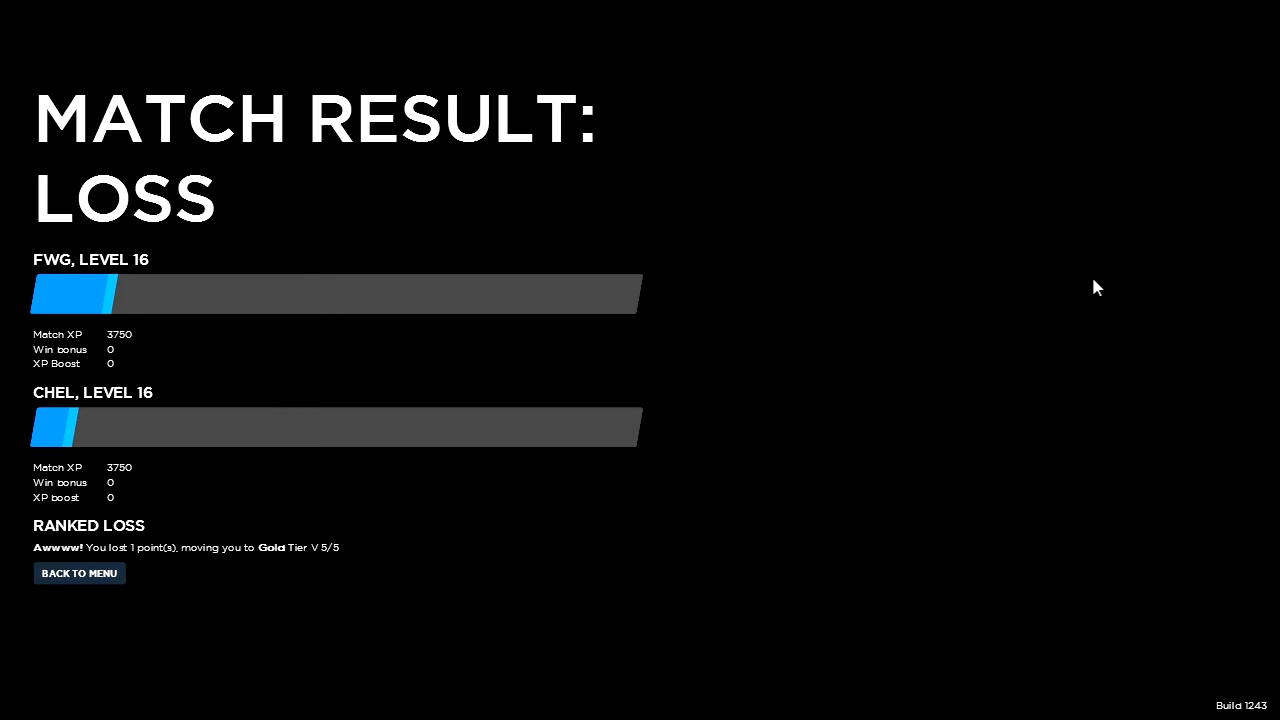 MATCH RESULT:
LOSS
FWG, LEVEL 16
Match XP 3750
Win bonus 0
XP Boost 0
CHEL, LEVEL 16
Match XP 3750
Win bonus 0
XP boost 0
RANKED LOSS
Awwww! You lost 1 point(s), moving you to Gold Tier V 5/5
BACK TO MENU
Build 1243